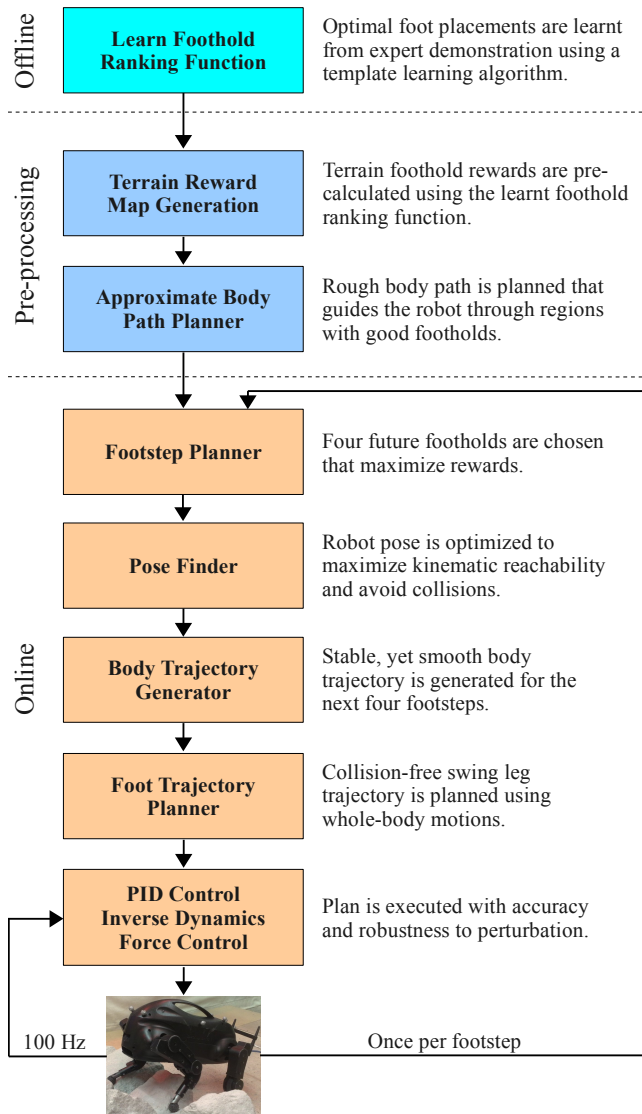 Offline
Learn Foothold
Ranking Function
Optimal foot placements are learnt
from expert demonstration using a
template learning algorithm.
Pre-processing
Terrain Reward
Map Generation
Terrain foothold rewards are pre-
calculated using the learnt foothold
ranking function.
Approximate Body
Path Planner
Rough body path is planned that
guides the robot through regions
with good footholds.
Online
Footstep Planner
Four future footholds are chosen
that maximize rewards.
Pose Finder
Robot pose is optimized to
maximize kinematic reachability
and avoid collisions.
Body Trajectory
Generator
Stable, yet smooth body
trajectory is generated for the
next four footsteps.
Foot Trajectory
Planner
Collision-free swing leg
trajectory is planned using
whole-body motions.
PID Control
Inverse Dynamics
Force Control
Plan is executed with accuracy
and robustness to perturbation.
100 Hz
Once per footstep